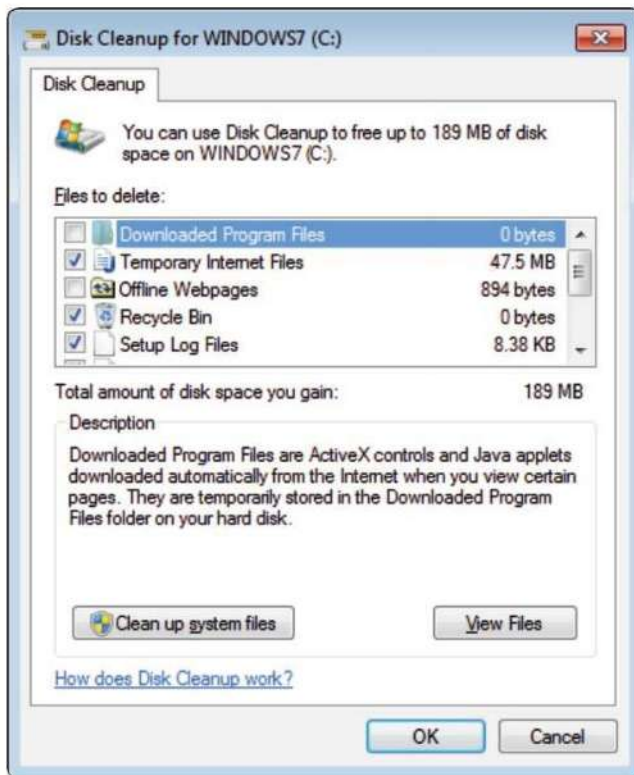 Disk Cleanup for WINDOWS7 (C:)
Disk Cleanup
You can use Disk Cleanup to free up to 189 MB of disk
space on WINDOWS7 (C:).
Files to delete:
Downloaded Program Files 0 bytes
Temporary Internet Files 47.5 MB
Offline Webpages 894 bytes
Recycle Bin 0 bytes
Setup Log Files 8.38 KB
Total amount of disk space you gain: 189 MB
Description
Downloaded Program Files are ActiveX controls and Java applets
downloaded automatically from the Internet when you view certain
pages. They are temporarily stored in the Downloaded Program
Files folder on your hard disk.
Clean up system files View Files
How does Disk Cleanup work?
OK Cancel